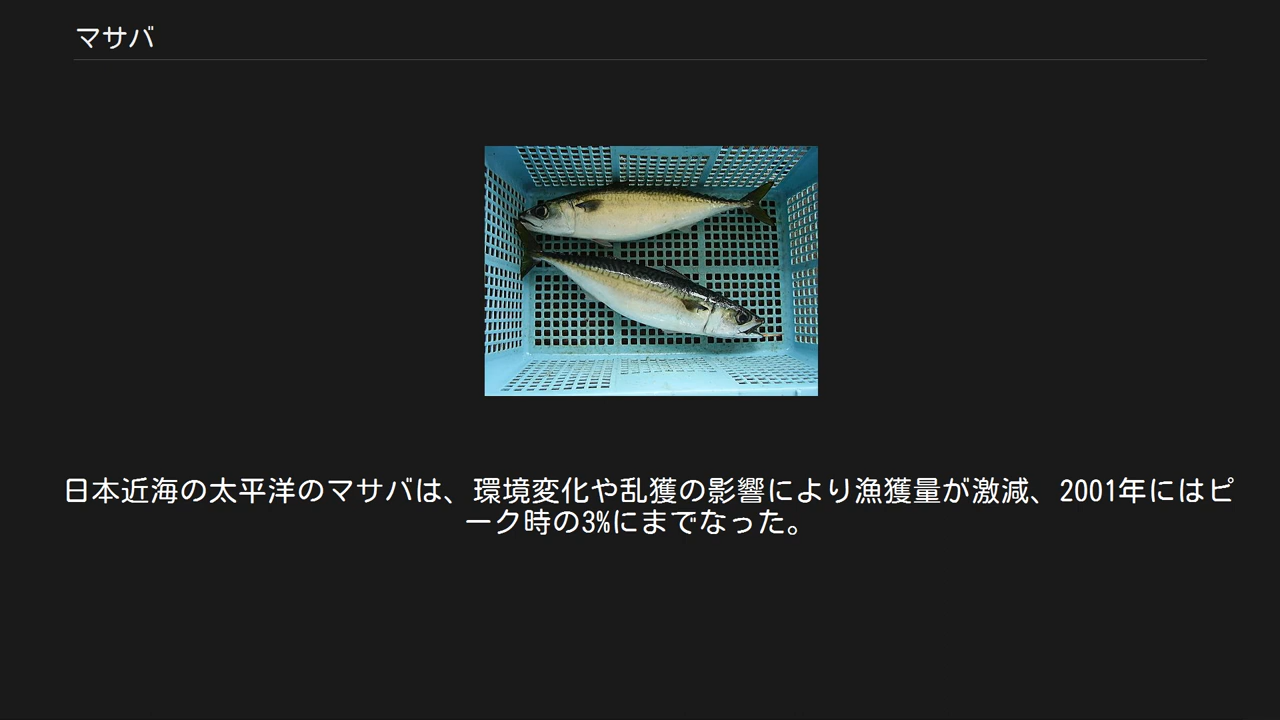 マサバ
日本近海の太平洋のマサバは、環境変化や乱獲の影響により漁獲量が激減、2001年にはピ
ーク時の3%にまでなった。